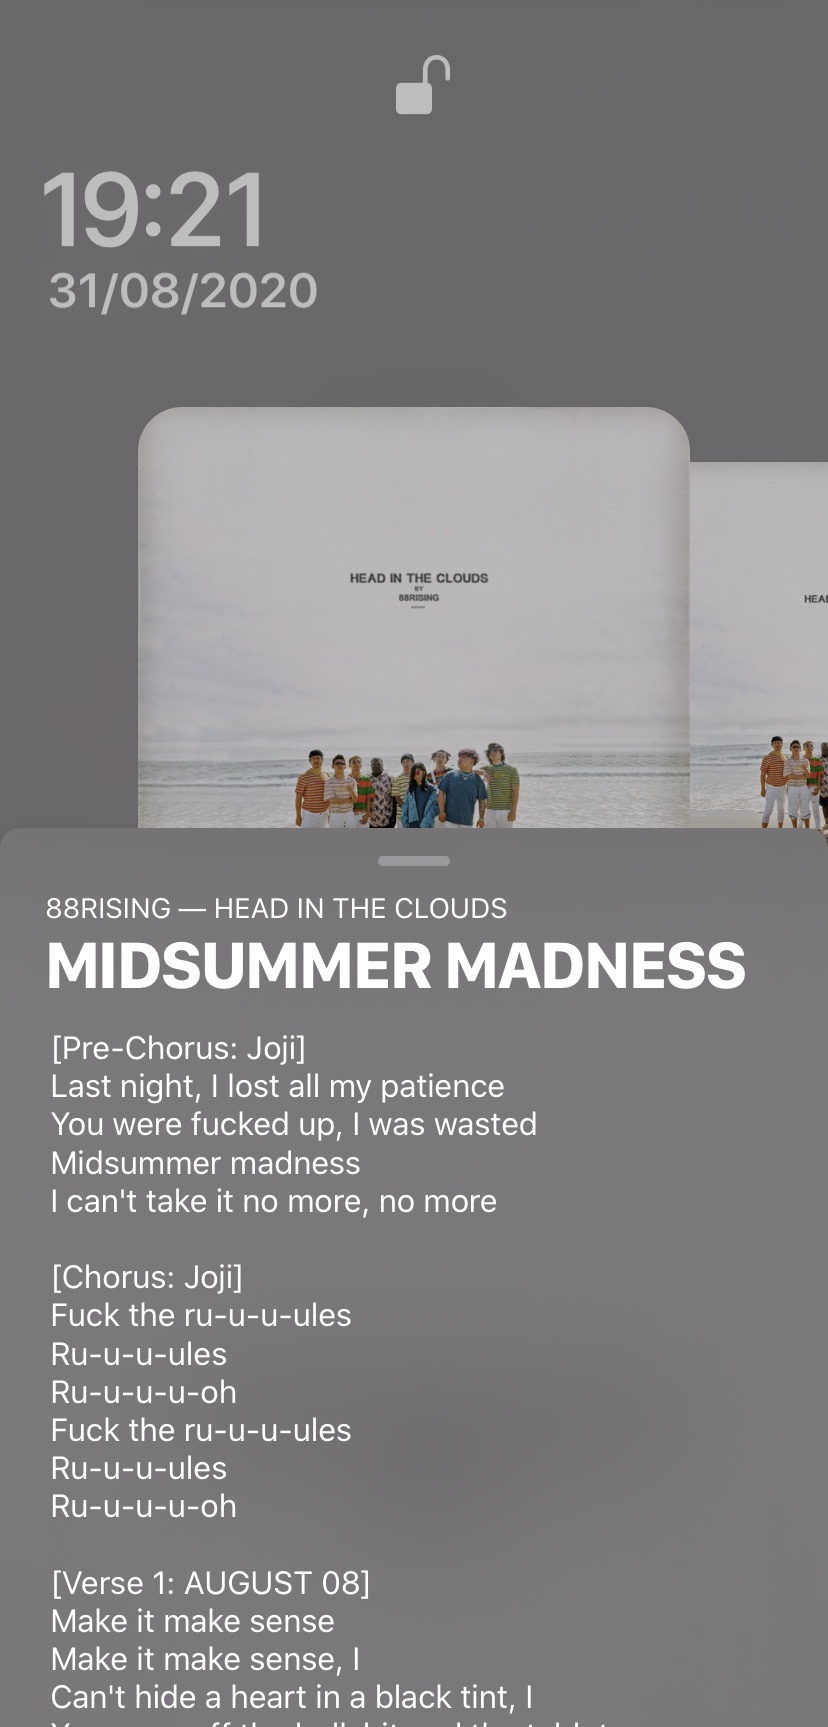 19:21
31/08/2020
HEAD IN THE CLOUDS
BY
88RISING
HEAD
88RISING — HEAD IN THE CLOUDS
MIDSUMMER MADNESS
[Pre-Chorus: Joji]
Last night, I lost all my patience
You were fucked up, I was wasted
Midsummer madness
I can't take it no more, no more
[Chorus: Joji]
Fuck the ru-u-u-ules
Ru-u-u-ules
Ru-u-u-u-oh
Fuck the ru-u-u-ules
Ru-u-u-ules
Ru-u-u-u-oh
[Verse 1: AUGUST 08]
Make it make sense
Make it make sense, I
Can't hide a heart in a black tint, I